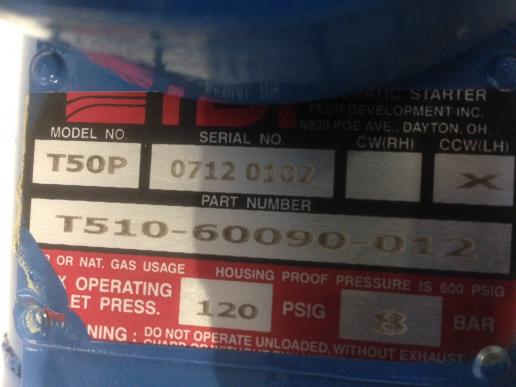 TDI
MATIC STARTER
TECH DEVELOPMENT INC.
6800 POE AVE., DAYTON, OH.
MODEL NO. SERIAL NO. CW(RH) CCW(LH)
T50P 0712 0102 X
PART NUMBER
T510-60090-012
R OR NAT. GAS USAGE HOUSING PROOF PRESSURE IS 600 PSIG
X OPERATING
LET PRESS. 120 PSIG 8 BAR
NING : DO NOT OPERATE UNLOADED,
WITHOUT EXHAUST